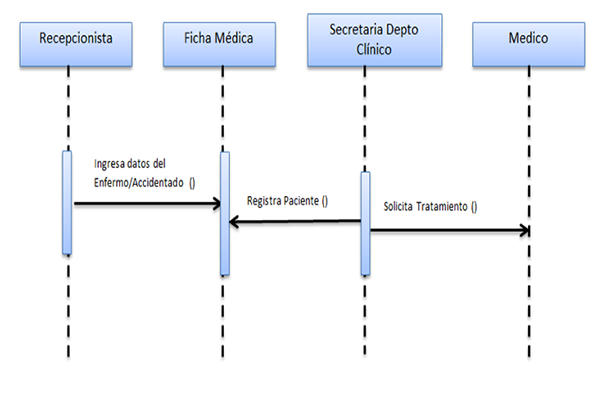 Recepcionista
Ficha Médica
Secretaria Depto
Clínico
Medico
Ingresa datos del
Enfermo/Accidentado ()
Registra Paciente ()
Solicita Tratamiento ()